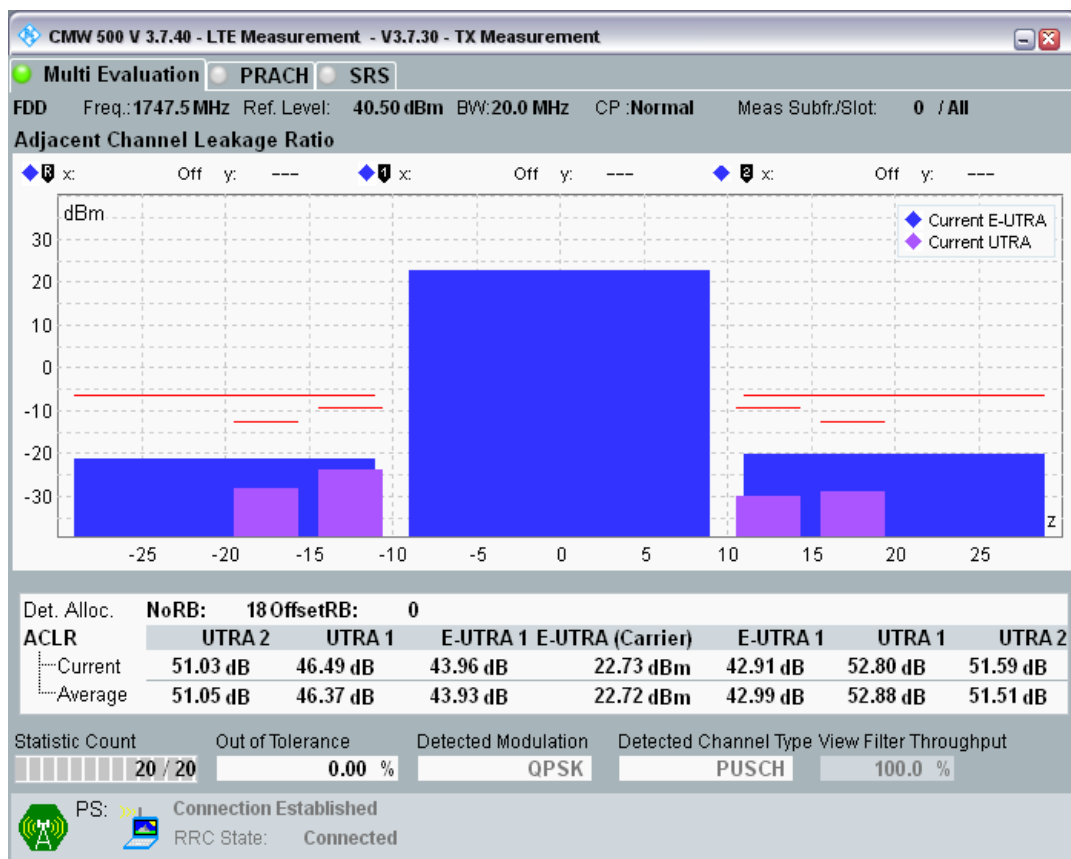 CMW 500 V 3.7.40 - LTE Measurement - V3.7.30 - TX Measurement
Multi Evaluation PRACH SRS
FDD Freq.: 1747.5 MHz Ref. Level: 40.50 dBm BW: 20.0 MHz CP : Normal Meas Subfr./Slot: 0 / All
Adjacent Channel Leakage Ratio
R x: Off y: --- 1 x: Off y: --- 2 x: Off y: ---
dBm
Current E-UTRA
Current UTRA
30
20
10
0
-10
-20
-30
z
-25 -20 -15 -10 -5 0 5 10 15 20 25
Det. Alloc. NoRB: 18 OffsetRB: 0
ACLR UTRA 2 UTRA 1 E-UTRA 1 E-UTRA (Carrier) E-UTRA 1 UTRA 1 UTRA 2
Current 51.03 dB 46.49 dB 43.96 dB 22.73 dBm 42.91 dB 52.80 dB 51.59 dB
Average 51.05 dB 46.37 dB 43.93 dB 22.72 dBm 42.99 dB 52.88 dB 51.51 dB
Statistic Count Out of Tolerance Detected Modulation Detected Channel Type View Filter Throughput
20 / 20 0.00 % QPSK PUSCH 100.0 %
PS: Connection Established
RRC State: Connected